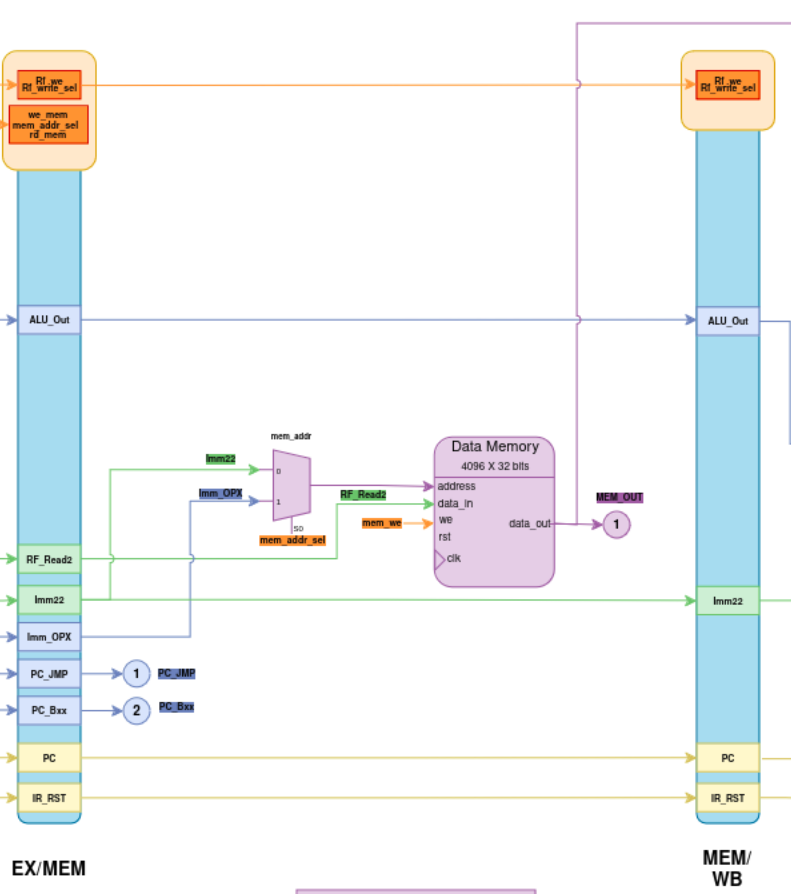 Rf_we
Rf_write_sel
we_mem
mem_addr_sel
rd_mem
Rf_we
Rf_write_sel
ALU_Out
ALU_Out
mem_addr
Imm22
0
Imm_OPX
1
S0
mem_addr_sel
RF_Read2
mem_we
Data Memory
4096 X 32 bits
address
data_in
we
data_out
rst
clk
MEM_OUT
1
RF_Read2
Imm22
Imm22
Imm_OPX
PC_JMP
1
PC_JMP
PC_Bxx
2
PC_Bxx
PC
PC
IR_RST
IR_RST
EX/MEM
MEM/
WB